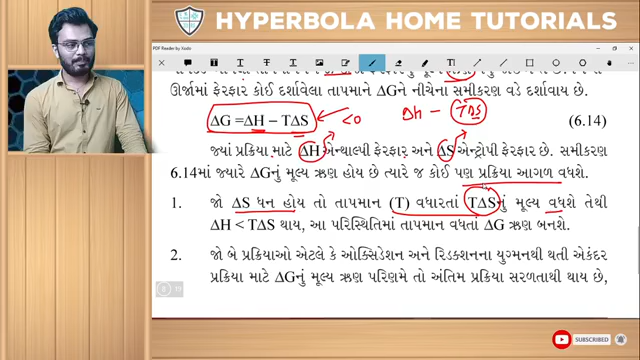 HYPERBOLA HOME TUTORIALS
PDF Reader by Xodo
ઊર્જામાં ફેરફાર કોઈ દર્શાવેલા તાપમાને ΔGને નીચેના સમીકરણ વડે દર્શાવાય છે.
ΔG =ΔH – TΔS <0 Δh – TΔS (6.14)
જ્યાં પ્રક્રિયા માટે ΔH એન્થાલ્પી ફેરફાર અને ΔS એન્ટ્રોપી ફેરફાર છે. સમીકરણ
6.14માં જ્યારે ΔGનું મૂલ્ય ઋણ હોય છે ત્યારે જ કોઈ પણ પ્રક્રિયા આગળ વધશે.
1. જો ΔS ધન હોય તો તાપમાન (T) વધારતાં TΔSનું મૂલ્ય વધશે તેથી
ΔH < TΔS થાય, આ પરિસ્થિતિમાં તાપમાન વધતાં ΔG ઋણ બનશે.
2. જો બે પ્રક્રિયાઓ એટલે કે ઓક્સિડેશન અને રિડક્શનના યુગ્મનથી થતી એકંદર
પ્રક્રિયા માટે ΔGનું મૂલ્ય ઋણ પરિણમે તો અંતિમ પ્રક્રિયા સરળતાથી થાય છે,
SUBSCRIBED